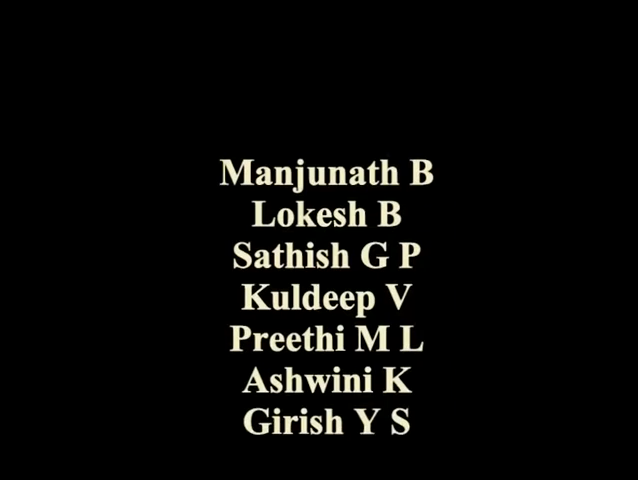 Manjunath B
Lokesh B
Sathish G P
Kuldeep V
Preethi M L
Ashwini K
Girish Y S